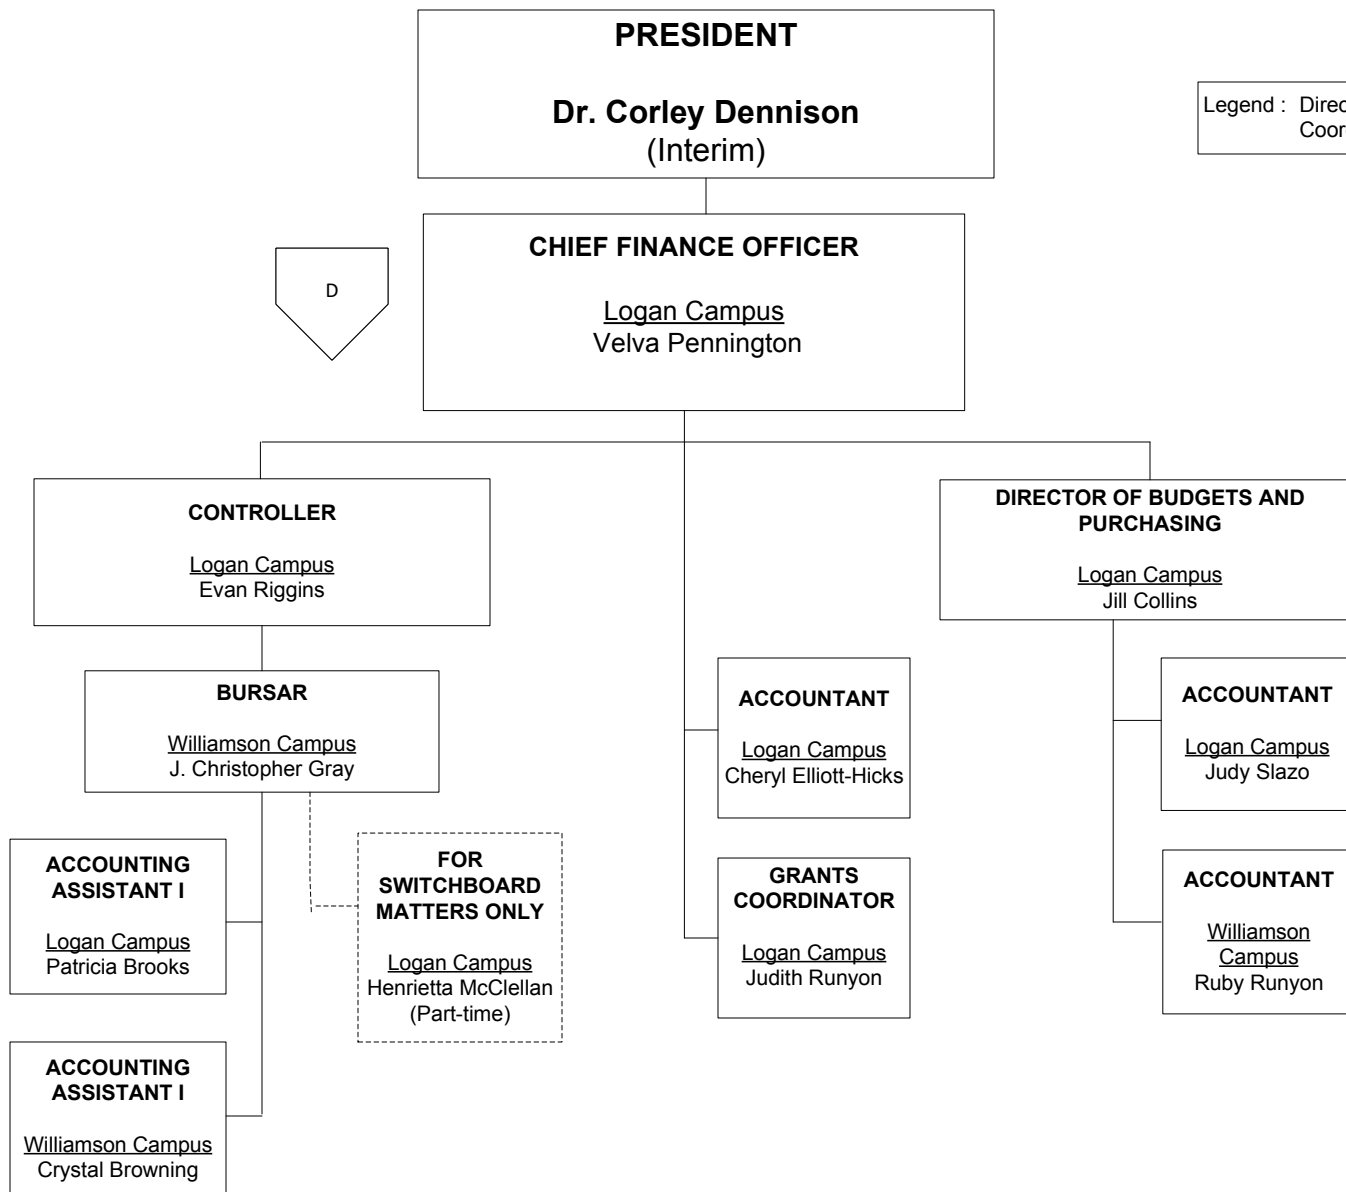 PRESIDENT
Dr. Corley Dennison
(Interim)
Legend :
CHIEF FINANCE OFFICER
Logan Campus
Velva Pennington
D
CONTROLLER
Logan Campus
Evan Riggins
DIRECTOR OF BUDGETS AND
PURCHASING
Logan Campus
Jill Collins
BURSAR
Williamson Campus
J. Christopher Gray
ACCOUNTANT
Logan Campus
Cheryl Elliott-Hicks
ACCOUNTANT
Logan Campus
Judy Slazo
ACCOUNTING
ASSISTANT I
Logan Campus
Patricia Brooks
FOR
SWITCHBOARD
MATTERS ONLY
Logan Campus
Henrietta McClellan
(Part-time)
GRANTS
COORDINATOR
Logan Campus
Judith Runyon
ACCOUNTANT
Williamson
Campus
Ruby Runyon
ACCOUNTING
ASSISTANT I
Williamson Campus
Crystal Browning